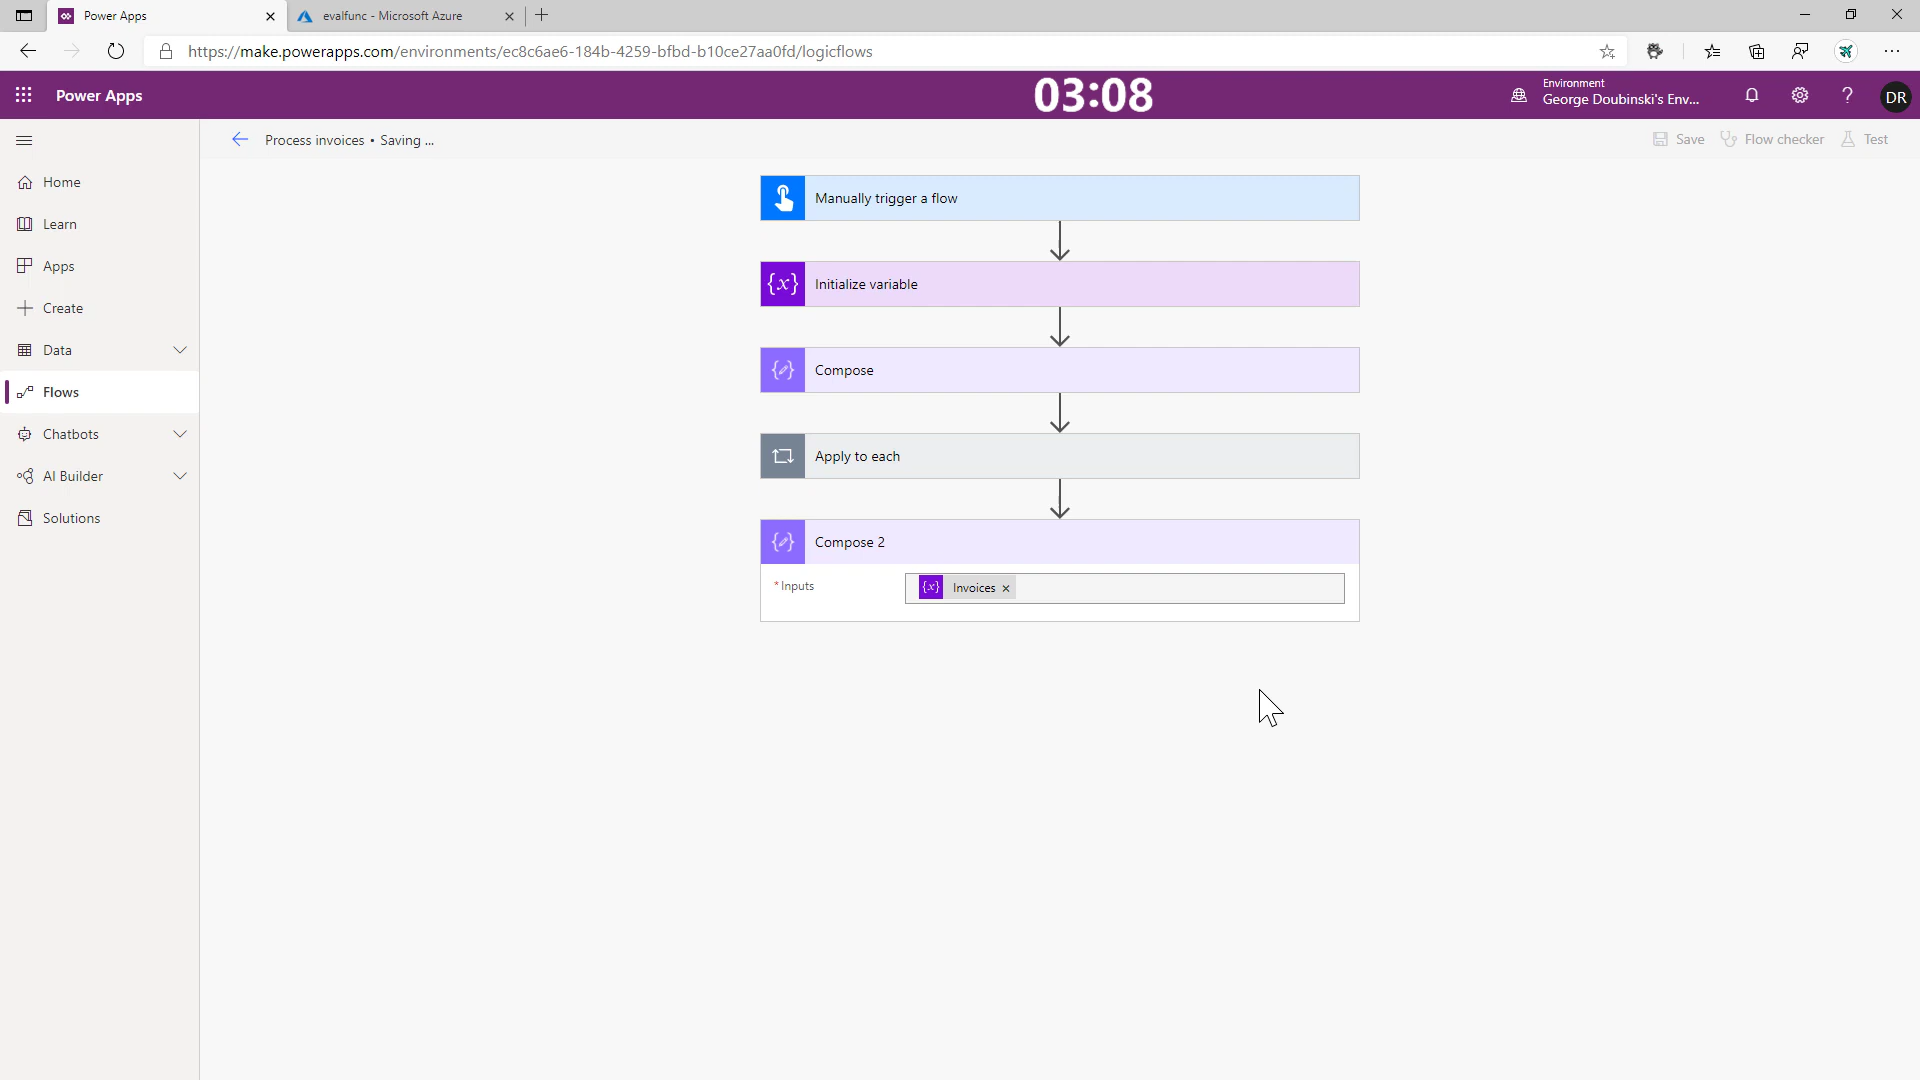 Power Apps
evalfunc - Microsoft Azure
https://make.powerapps.com/environments/ec8c6ae6-184b-4259-bfbd-b10ce27aa0fd/logicflows
Power Apps
03:08
Environment
George Doubinski's Env...
?
DR
Process invoices • Saving ...
Save
Flow checker
Test
Home
Learn
Apps
Create
Data
Flows
Chatbots
AI Builder
Solutions
Manually trigger a flow
{x} Initialize variable
Compose
Apply to each
Compose 2
* Inputs
{x} Invoices ×